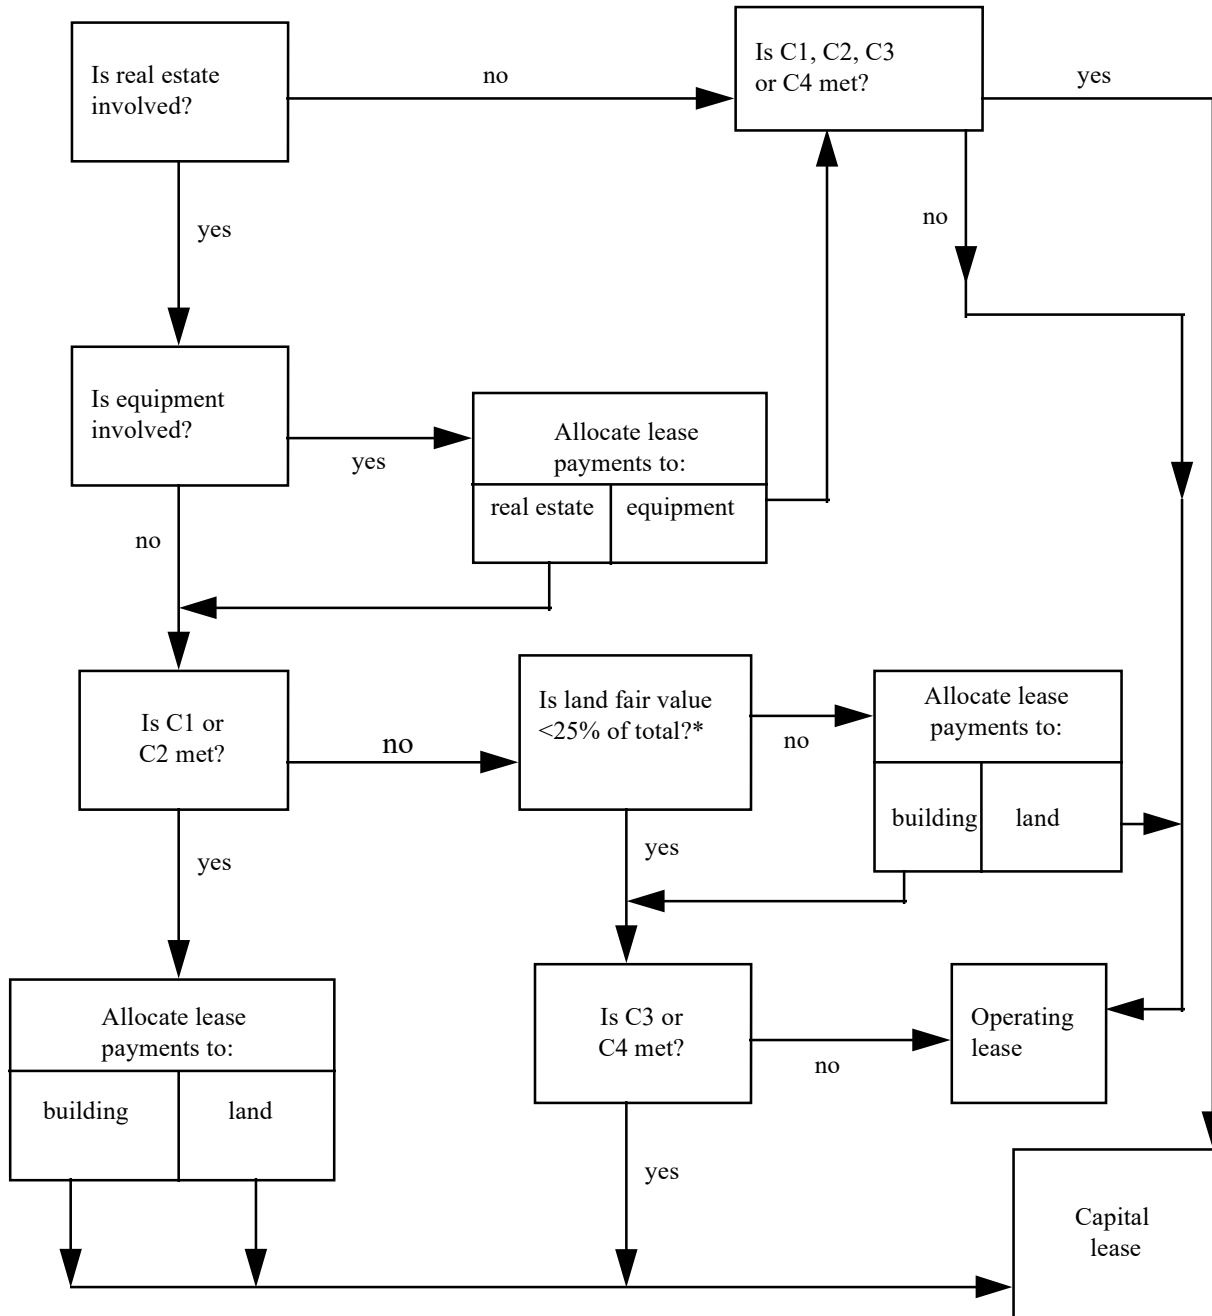 Is real estate
involved?
no
Is C1, C2, C3
or C4 met?
yes
yes
no
Is equipment
involved?
yes
Allocate lease
payments to:
real estate
equipment
no
Is C1 or
C2 met?
no
Is land fair value
<25% of total?*
no
Allocate lease
payments to:
building
land
yes
yes
Allocate lease
payments to:
building
land
Is C3 or
C4 met?
no
Operating
lease
yes
Capital
lease